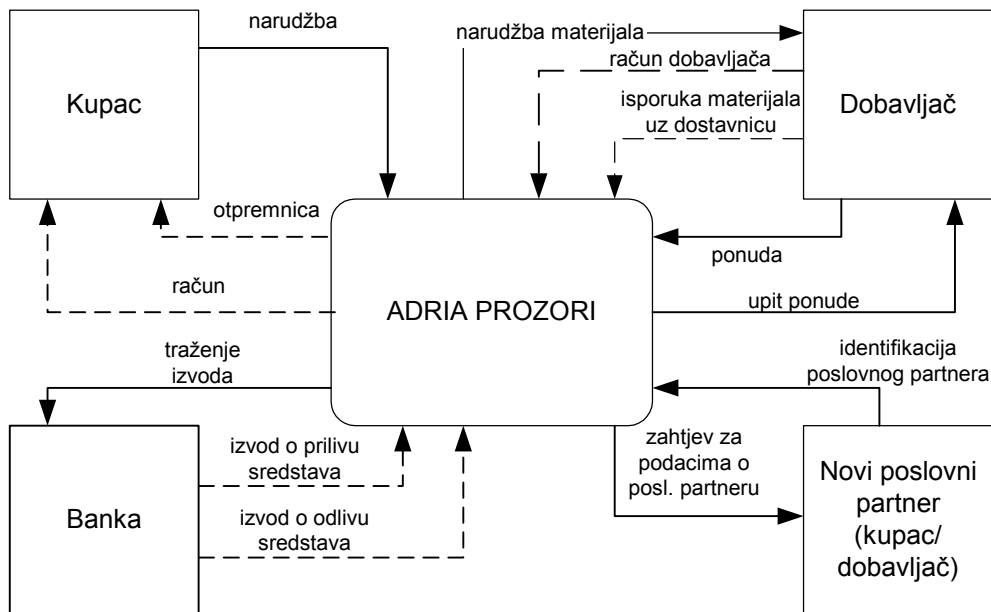 narudžba
narudžba materijala
račun dobavljača
isporuka materijala
uz dostavnicu
Kupac
Dobavljač
otpremnica
ponuda
račun
ADRIA PROZORI
upit ponude
traženje
izvoda
identifikacija
poslovnog partnera
izvod o prilivu
sredstava
zahtjev za
podacima o
posl. partneru
Banka
izvod o odlivu
sredstava
Novi poslovni
partner
(kupac/
dobavljač)